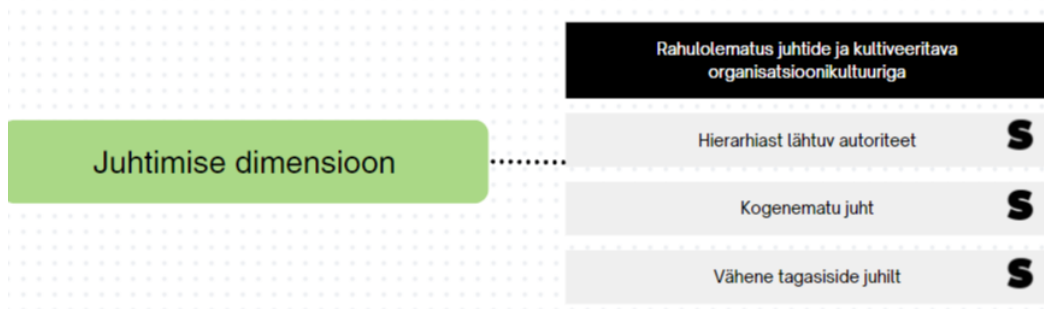 Rahulolematus juhtide ja kultiveeritava
organisatsioonikultuuriga
Juhtimise dimensioon
Hierarhiast lähtuv autoriteet S
Kogenematu juht S
Vähene tagasiside juhilt S